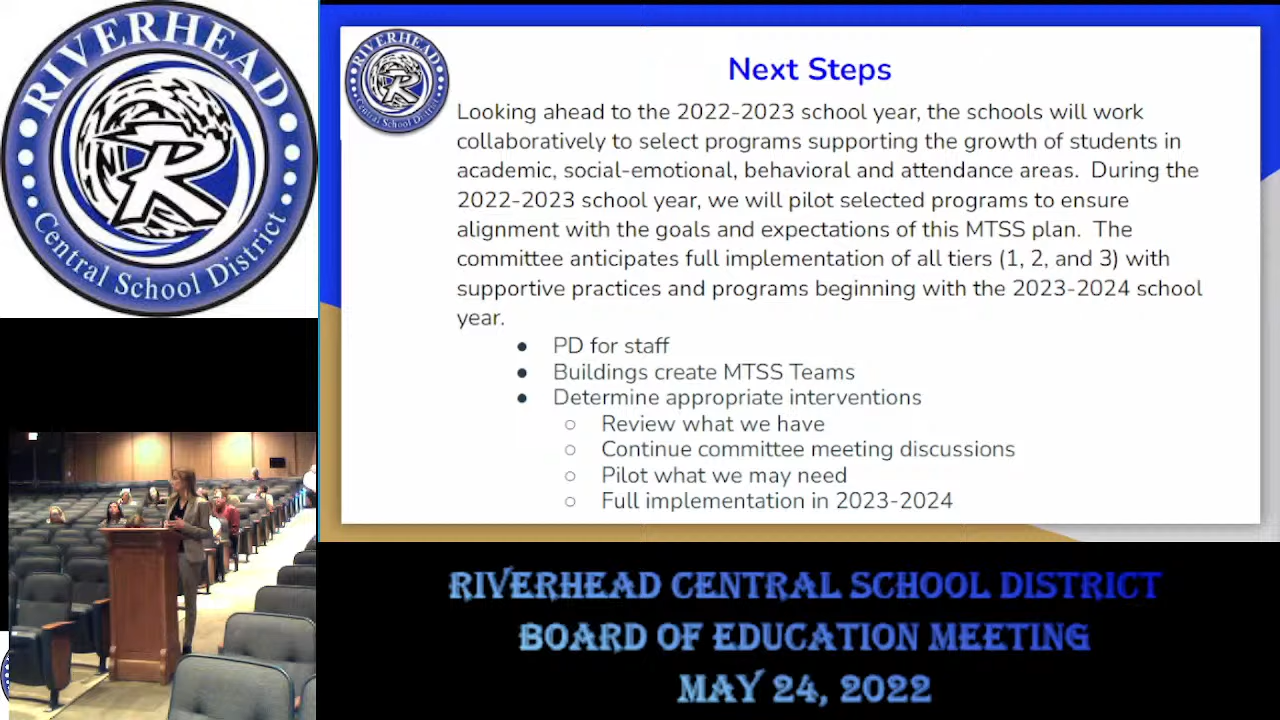 RIVERHEAD
R
Central School District
RIVERHEAD
R
Central School District
Next Steps
Looking ahead to the 2022-2023 school year, the schools will work
collaboratively to select programs supporting the growth of students in
academic, social-emotional, behavioral and attendance areas.  During the
2022-2023 school year, we will pilot selected programs to ensure
alignment with the goals and expectations of this MTSS plan.  The
committee anticipates full implementation of all tiers (1, 2, and 3) with
supportive practices and programs beginning with the 2023-2024 school
year.
● PD for staff
● Buildings create MTSS Teams
● Determine appropriate interventions
○ Review what we have
○ Continue committee meeting discussions
○ Pilot what we may need
○ Full implementation in 2023-2024
RIVERHEAD CENTRAL SCHOOL DISTRICT
BOARD OF EDUCATION MEETING
MAY 24, 2022